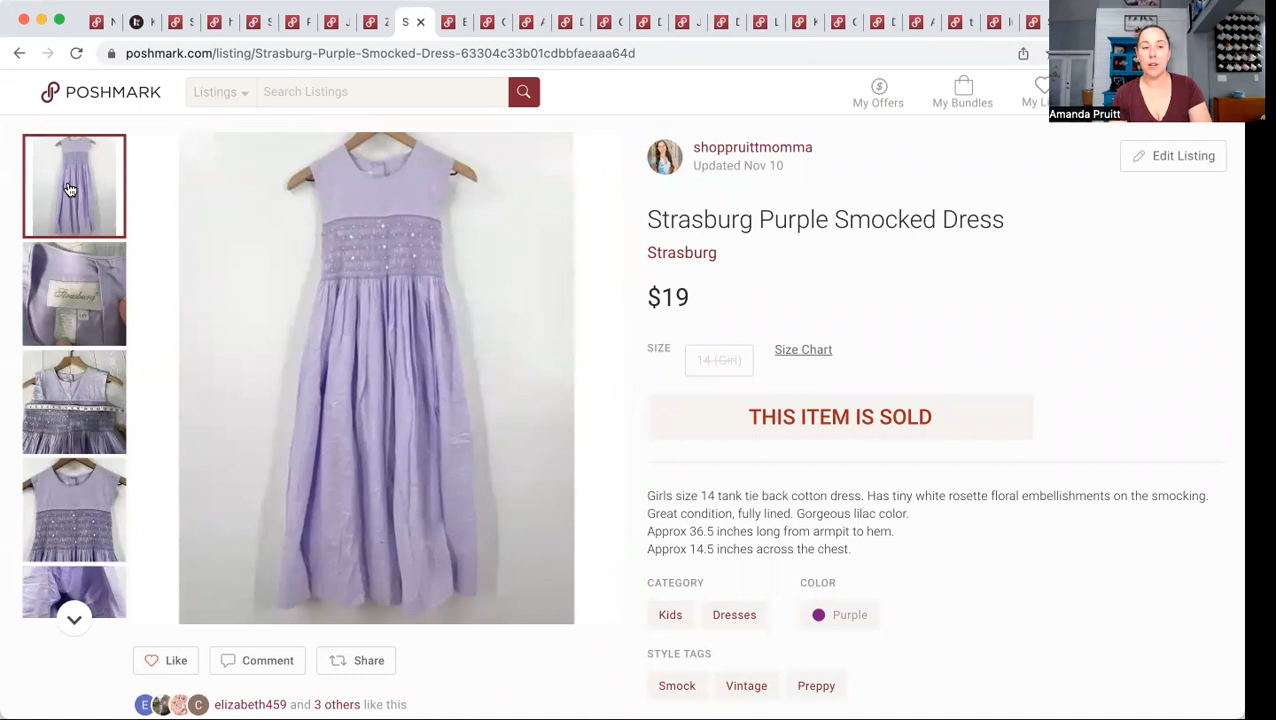 poshmark.com/listing/Strasburg-Purple-Smocked-Dress-63304c33b01cdbbfaeaaa64d
POSHMARK
Listings
Search Listings
My Offers
My Bundles
Amanda Pruitt
shoppruittmomma
Updated Nov 10
Edit Listing
Strasburg Purple Smocked Dress
Strasburg
$19
SIZE
14 (Girl)
Size Chart
THIS ITEM IS SOLD
Girls size 14 tank tie back cotton dress. Has tiny white rosette floral embellishments on the smocking.
Great condition, fully lined. Gorgeous lilac color.
Approx 36.5 inches long from armpit to hem.
Approx 14.5 inches across the chest.
CATEGORY
COLOR
Kids
Dresses
Purple
STYLE TAGS
Smock
Vintage
Preppy
Like
Comment
Share
elizabeth459 and 3 others like this
Strasburg